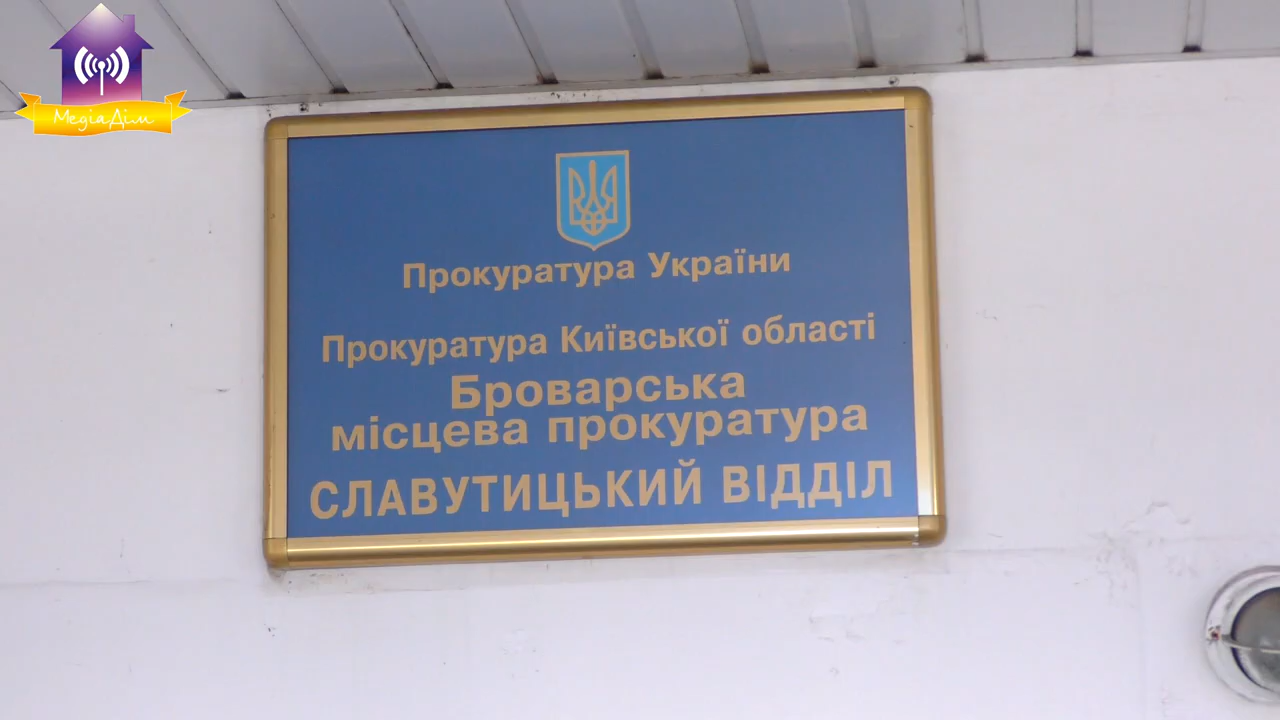 МедіаДім
Прокуратура України
Прокуратура Київської області
Броварська
місцева прокуратура
СЛАВУТИЦЬКИЙ ВІДДІЛ